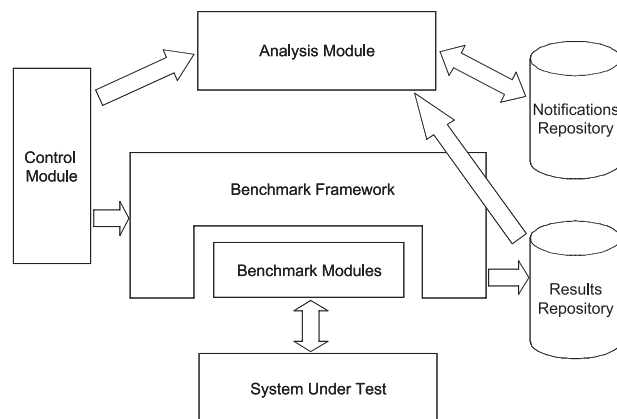 Analysis Module
Notifications
Repository
Control
Module
Benchmark Framework
Benchmark Modules
Results
Repository
System Under Test